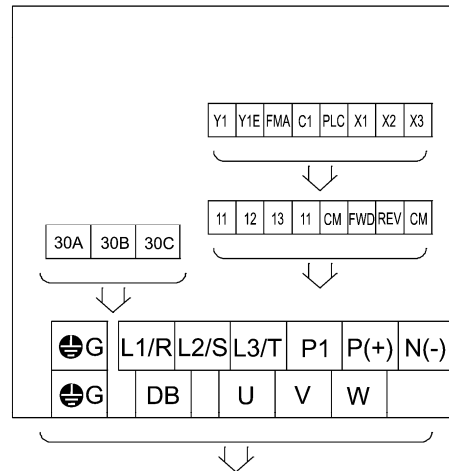 Y1 Y1E FMA C1 PLC X1 X2 X3
11 12 13 11 CM FWD REV CM
30A 30B 30C
G L1/R L2/S L3/T P1 P(+) N(-)
G DB U V W